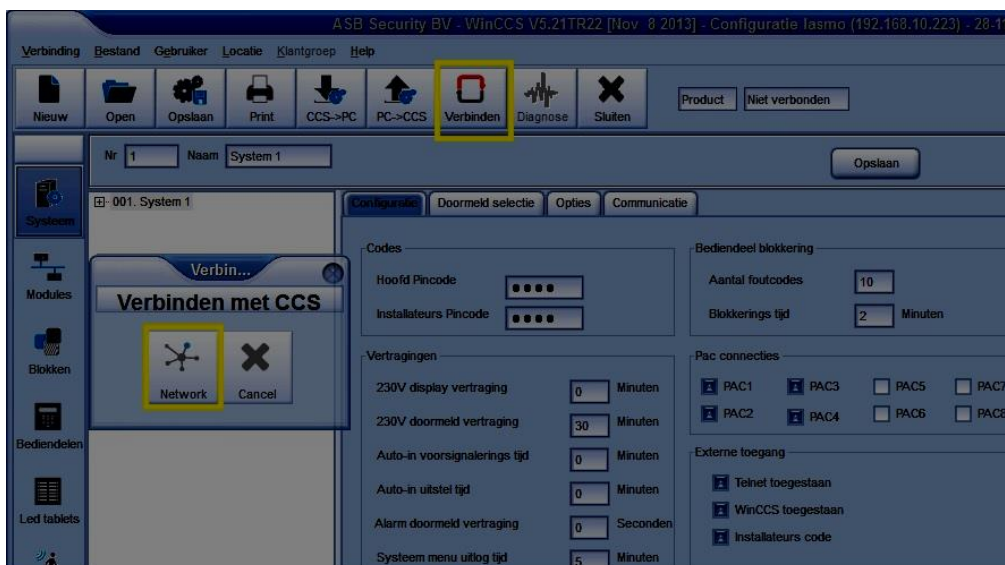 ASB Security BV - WinCCS V5.21TR22 [Nov 8 2013] - Configuratie Iasmo (192.168.10.223) - 28-1
Verbinding Bestand Gebruiker Locatie Klantgroep Help
Nieuw Open Opslaan Print CCS->PC PC->CCS Verbinden Diagnose Sluiten Product Niet verbonden
Nr 1 Naam System 1 Opslaan
Systeem
Modules
Blokken
Bediendelen
Led tablets
001. System 1
Verbin...
Verbinden met CCS
Network Cancel
Configuratie Doormeld selectie Opties Communicatie
Codes
Hoofd Pincode
Installateurs Pincode
Vertragingen
230V display vertraging 0 Minuten
230V doormeld vertraging 30 Minuten
Auto-in voorsignalerings tijd 0 Minuten
Auto-in uitstel tijd 0 Minuten
Alarm doormeld vertraging 0 Seconden
Systeem menu uitlog tijd 5 Minuten
Bediendeel blokkering
Aantal foutcodes 10
Blokkerings tijd 2 Minuten
Pac connecties
PAC1 PAC3 PAC5 PAC7
PAC2 PAC4 PAC6 PAC8
Externe toegang
Telnet toegestaan
WinCCS toegestaan
Installateurs code